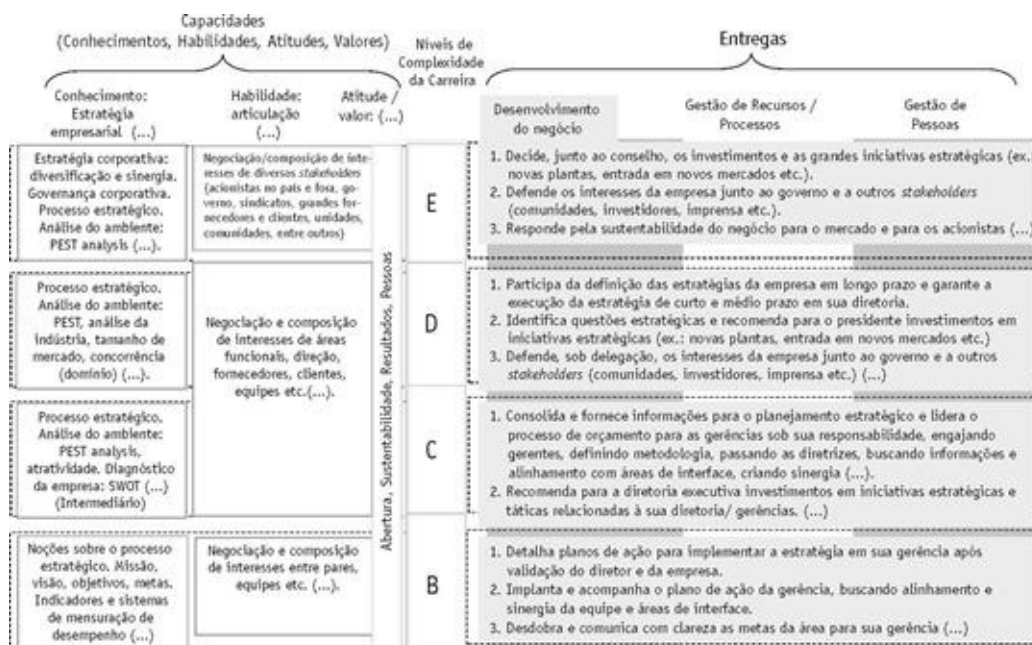 Capacidades
(Conhecimentos, Habilidades, Atitudes, Valores)
Níveis de
Complexidade
da Carreira
Entregas
Conhecimento:
Estratégia
empresarial (...)
Habilidade:
articulação
(...)
Atitude /
valor: (...)
Desenvolvimento
do negócio
Gestão de Recursos /
Processos
Gestão de
Pessoas
Estratégia corporativa:
diversificação e sinergia.
Governança corporativa.
Processo estratégico.
Análise do ambiente:
PEST analysis (...).
Negociação/composição de inte-
resses de diversos stakeholders
(acionistas no país e fora, go-
verno, sindicatos, grandes for-
necedores e clientes, unidades,
comunidades, entre outros)
Abertura, Sustentabilidade, Resultados, Pessoas
E
1. Decide, junto ao conselho, os investimentos e as grandes iniciativas estratégicas (ex.:
novas plantas, entrada em novos mercados etc.).
2. Defende os interesses da empresa junto ao governo e a outros stakeholders
(comunidades, investidores, imprensa etc.).
3. Responde pela sustentabilidade do negócio para o mercado e para os acionistas (...)
Processo estratégico.
Análise do ambiente:
PEST, análise da
indústria, tamanho de
mercado, concorrência
(domínio) (...).
Negociação e composição
de interesses de áreas
funcionais, direção,
fornecedores, clientes,
equipes etc.(...).
D
1. Participa da definição das estratégias da empresa em longo prazo e garante a
execução da estratégia de curto e médio prazo em sua diretoria.
2. Identifica questões estratégicas e recomenda para o presidente investimentos em
iniciativas estratégicas (ex.: novas plantas, entrada em novos mercados etc.)
3. Defende, sob delegação, os interesses da empresa junto ao governo e a outros
stakeholders (comunidades, investidores, imprensa etc.) (...)
Processo estratégico.
Análise do ambiente:
PEST analysis,
atratividade. Diagnóstico
da empresa: SWOT (...)
(Intermediário)
C
1. Consolida e fornece informações para o planejamento estratégico e lidera o
processo de orçamento para as gerências sob sua responsabilidade, engajando
gerentes, definindo metodologia, passando as diretrizes, buscando informações e
alinhamento com áreas de interface, criando sinergia (...).
2. Recomenda para a diretoria executiva investimentos em iniciativas estratégicas e
táticas relacionadas à sua diretoria/ gerências. (...)
Noções sobre o processo
estratégico. Missão,
visão, objetivos, metas.
Indicadores e sistemas
de mensuração de
desempenho (...)
Negociação e composição
de interesses entre pares,
equipes etc. (...).
B
1. Detalha planos de ação para implementar a estratégia em sua gerência após
validação do diretor e da empresa.
2. Implanta e acompanha o plano de ação da gerência, buscando alinhamento e
sinergia da equipe e áreas de interface.
3. Desdobra e comunica com clareza as metas da área para sua gerência (...)